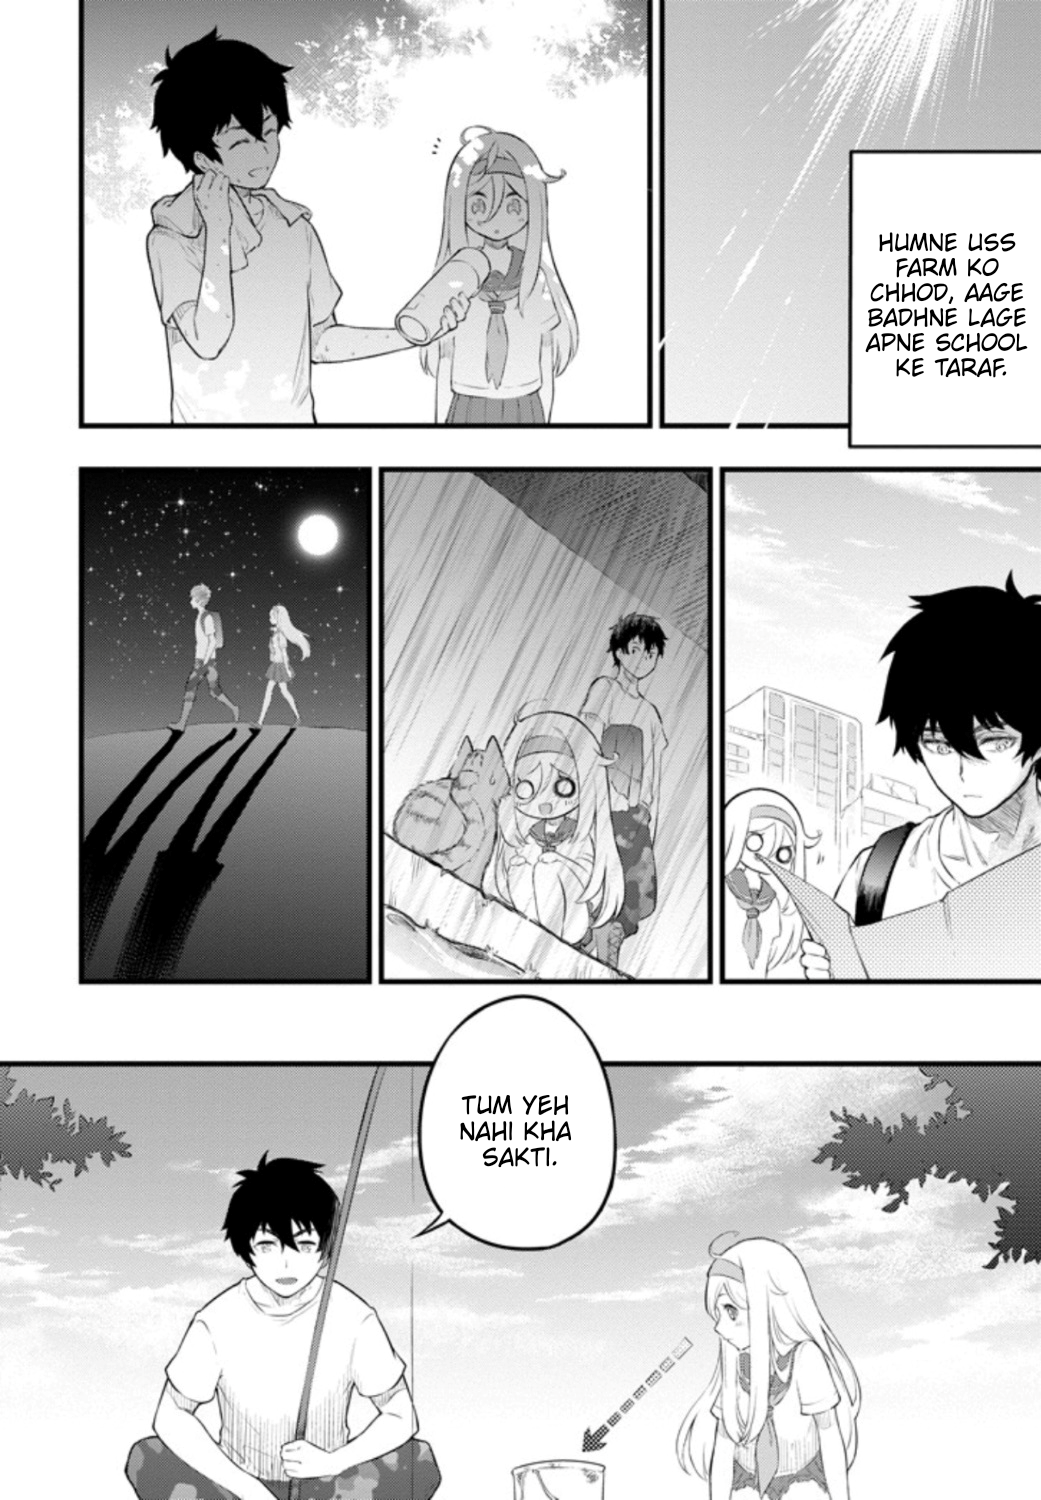 HUMNE USS
FARM KO
CHHOD, AAGE
BADHNE LAGE
APNE SCHOOL
KE TARAF.
TUM YEH
NAHI KHA
SAKTI.